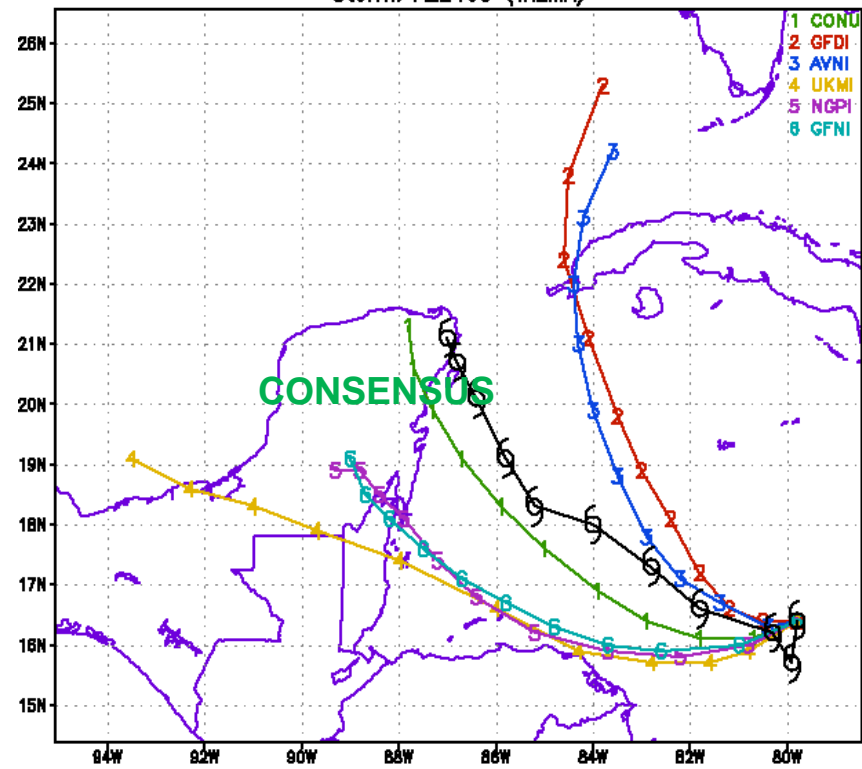 1 CONU
2 GFDI
3 AVNI
4 UKMI
5 NGPI
6 GFNI
26N
25N
24N
23N
22N
21N
20N
19N
18N
17N
16N
15N
CONSENSUS
94W 92W 90W 88W 86W 84W 82W 80W